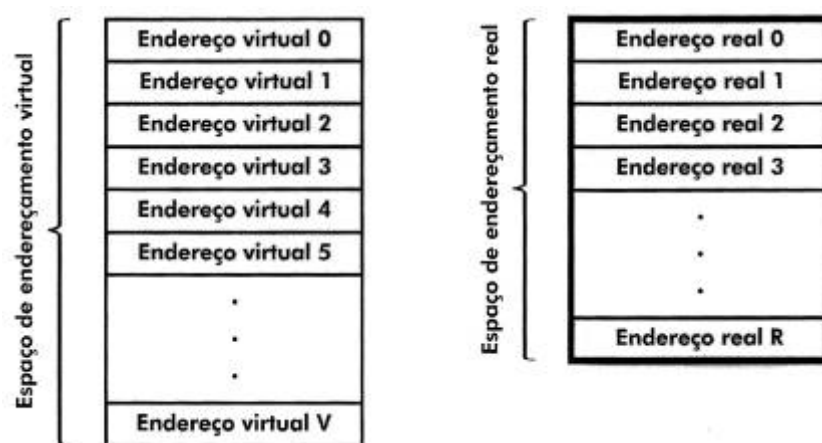 Espaço de endereçamento virtual
Endereço virtual 0
Endereço virtual 1
Endereço virtual 2
Endereço virtual 3
Endereço virtual 4
Endereço virtual 5
Endereço virtual V
Espaço de endereçamento real
Endereço real 0
Endereço real 1
Endereço real 2
Endereço real 3
Endereço real R